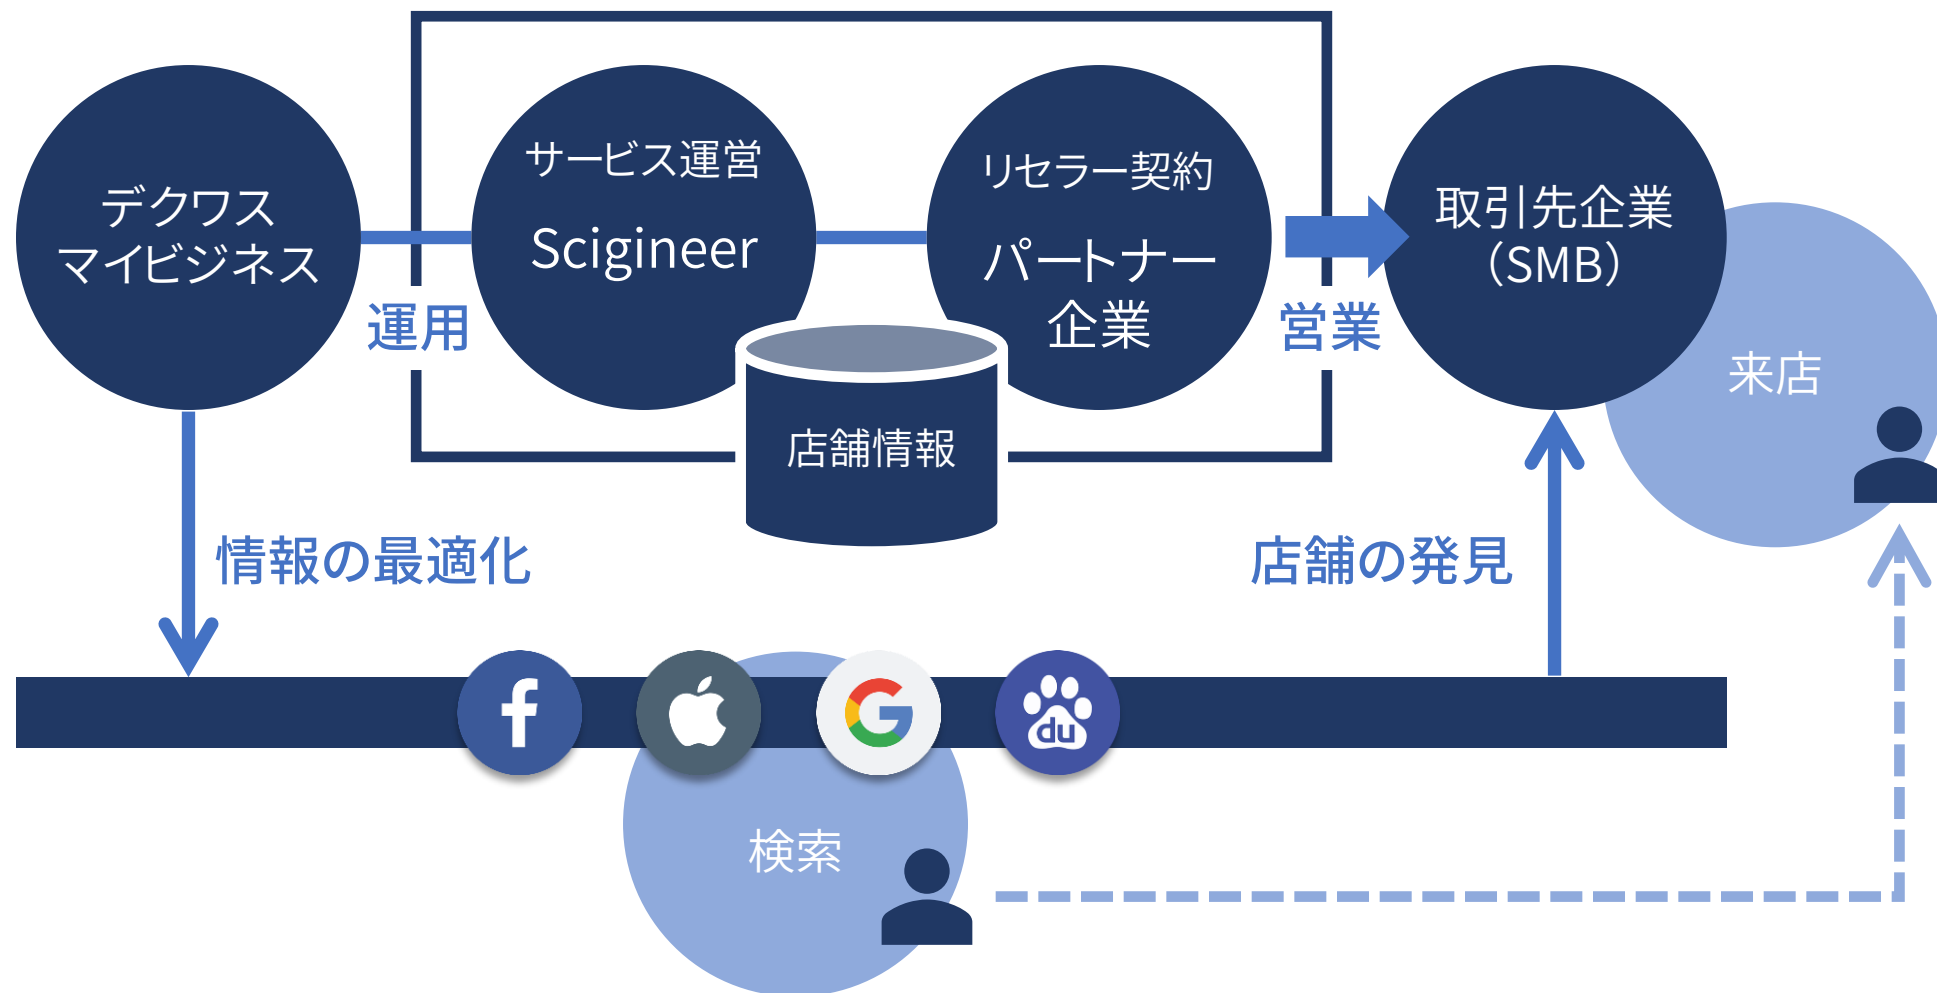 デクワス
マイビジネス
運用
サービス運営
Scigineer
リセラー契約
パートナー
企業
店舗情報
営業
取引先企業
（SMB）
来店
情報の最適化
店舗の発見
du
検索